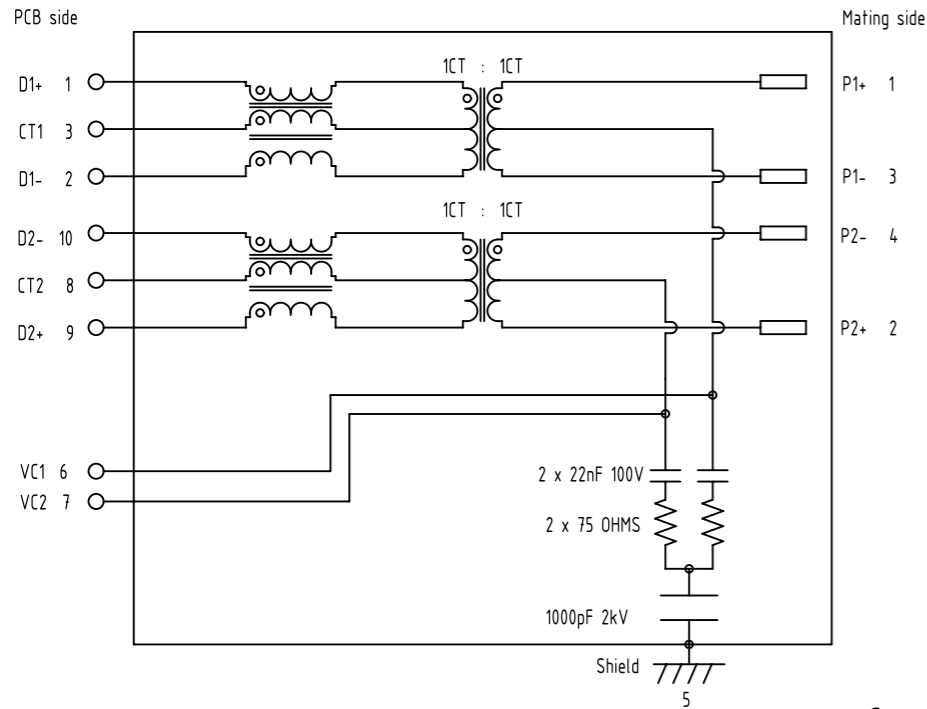 PCB side
Mating side
1CT : 1CT
D1+ 1
P1+ 1
CT1 3
D1- 2
P1- 3
1CT : 1CT
D2- 10
P2- 4
CT2 8
D2+ 9
P2+ 2
VC1 6
VC2 7
2 x 22nF 100V
2 x 75 OHMS
1000pF 2kV
Shield
5